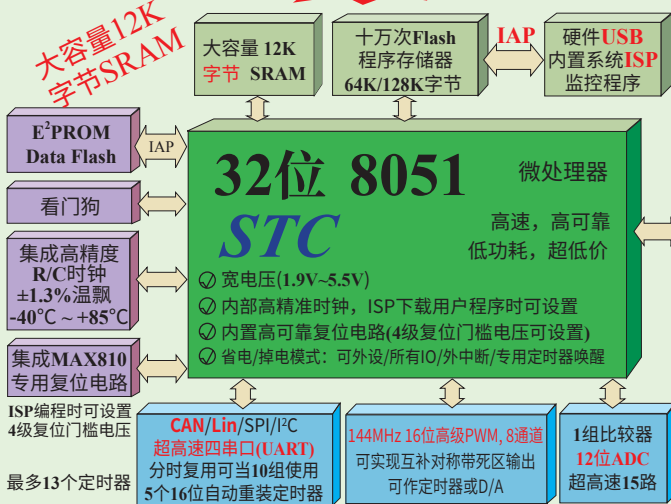 大容量12K
字节SRAM
大容量 12K
字节 SRAM
十万次Flash
程序存储器
64K/128K字节
IAP
硬件USB
内置系统ISP
监控程序
E²PROM
Data Flash
IAP
看门狗
集成高精度
R/C时钟
±1.3%温飘
-40℃ ~ +85℃
集成MAX810
专用复位电路
ISP编程时可设置
4级复位门槛电压
最多13个定时器
32位 8051
微处理器
STC
高速，高可靠
低功耗，超低价
宽电压(1.9V~5.5V)
内部高精准时钟，ISP下载用户程序时可设置
内置高可靠复位电路(4级复位门槛电压可设置)
省电/掉电模式：可外设/所有IO/外中断/专用定时器唤醒
CAN/Lin/SPI/I²C
超高速四串口(UART)
分时复用可当10组使用
5个16位自动重装定时器
144MHz 16位高级PWM, 8通道
可实现互补对称带死区输出
可作定时器或D/A
1组比较器
12位ADC
超高速15路